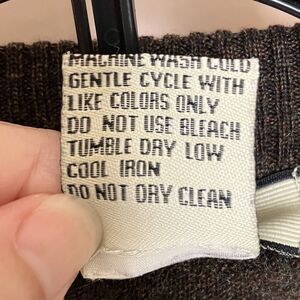 MACHINE WASH COLD
GENTLE CYCLE WITH
LIKE COLORS ONLY
DO NOT USE BLEACH
TUMBLE DRY LOW
COOL IRON
DO NOT DRY CLEAN